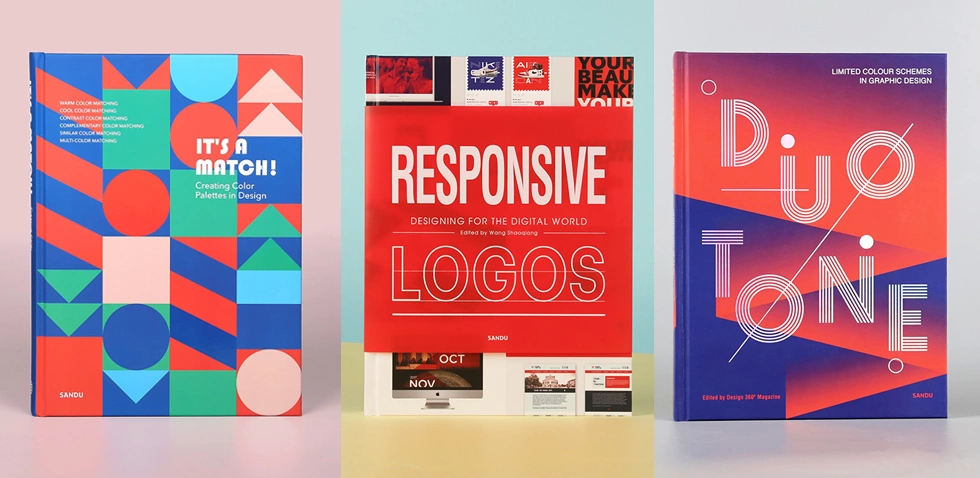 WARM COLOR MATCHING
COOL COLOR MATCHING
CONTRAST COLOR MATCHING
COMPLEMENTARY COLOR MATCHING
SIMILAR COLOR MATCHING
MULTI-COLOR MATCHING
IT'S A
MATCH!
Creating Color
Palettes in Design
SANDU
YOUR
BEAU
MAKE
YOUR
RESPONSIVE
DESIGNING FOR THE DIGITAL WORLD
Edited by Wang Shaoqiang
LOGOS
SANDU
OCT
NOV
LIMITED COLOUR SCHEMES
IN GRAPHIC DESIGN
DUO
TONE
Edited by Design 360° Magazine
SANDU